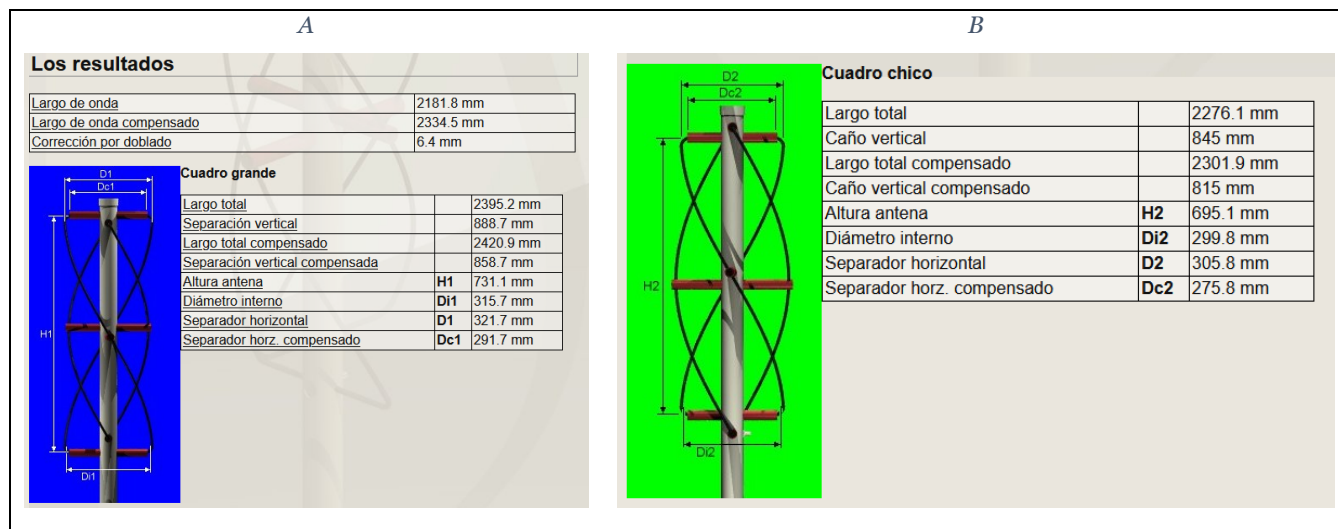 A
B
Los resultados
Largo de onda 2181.8 mm
Largo de onda compensado 2334.5 mm
Corrección por doblado 6.4 mm
D1
Dc1
H1
Di1
Cuadro grande
Largo total 2395.2 mm
Separación vertical 888.7 mm
Largo total compensado 2420.9 mm
Separación vertical compensada 858.7 mm
Altura antena H1 731.1 mm
Diámetro interno Di1 315.7 mm
Separador horizontal D1 321.7 mm
Separador horz. compensado Dc1 291.7 mm
D2
Dc2
H2
Di2
Cuadro chico
Largo total 2276.1 mm
Caño vertical 845 mm
Largo total compensado 2301.9 mm
Caño vertical compensado 815 mm
Altura antena H2 695.1 mm
Diámetro interno Di2 299.8 mm
Separador horizontal D2 305.8 mm
Separador horz. compensado Dc2 275.8 mm